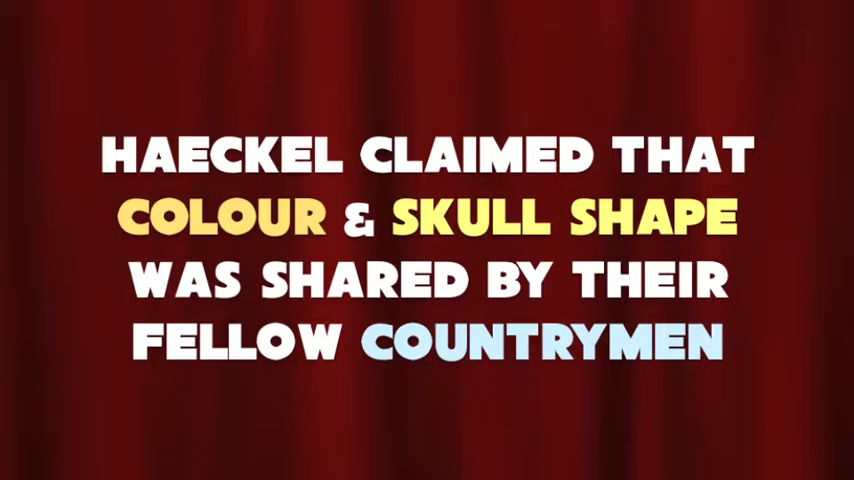 HAECKEL CLAIMED THAT
COLOUR & SKULL SHAPE
WAS SHARED BY THEIR
FELLOW COUNTRYMEN